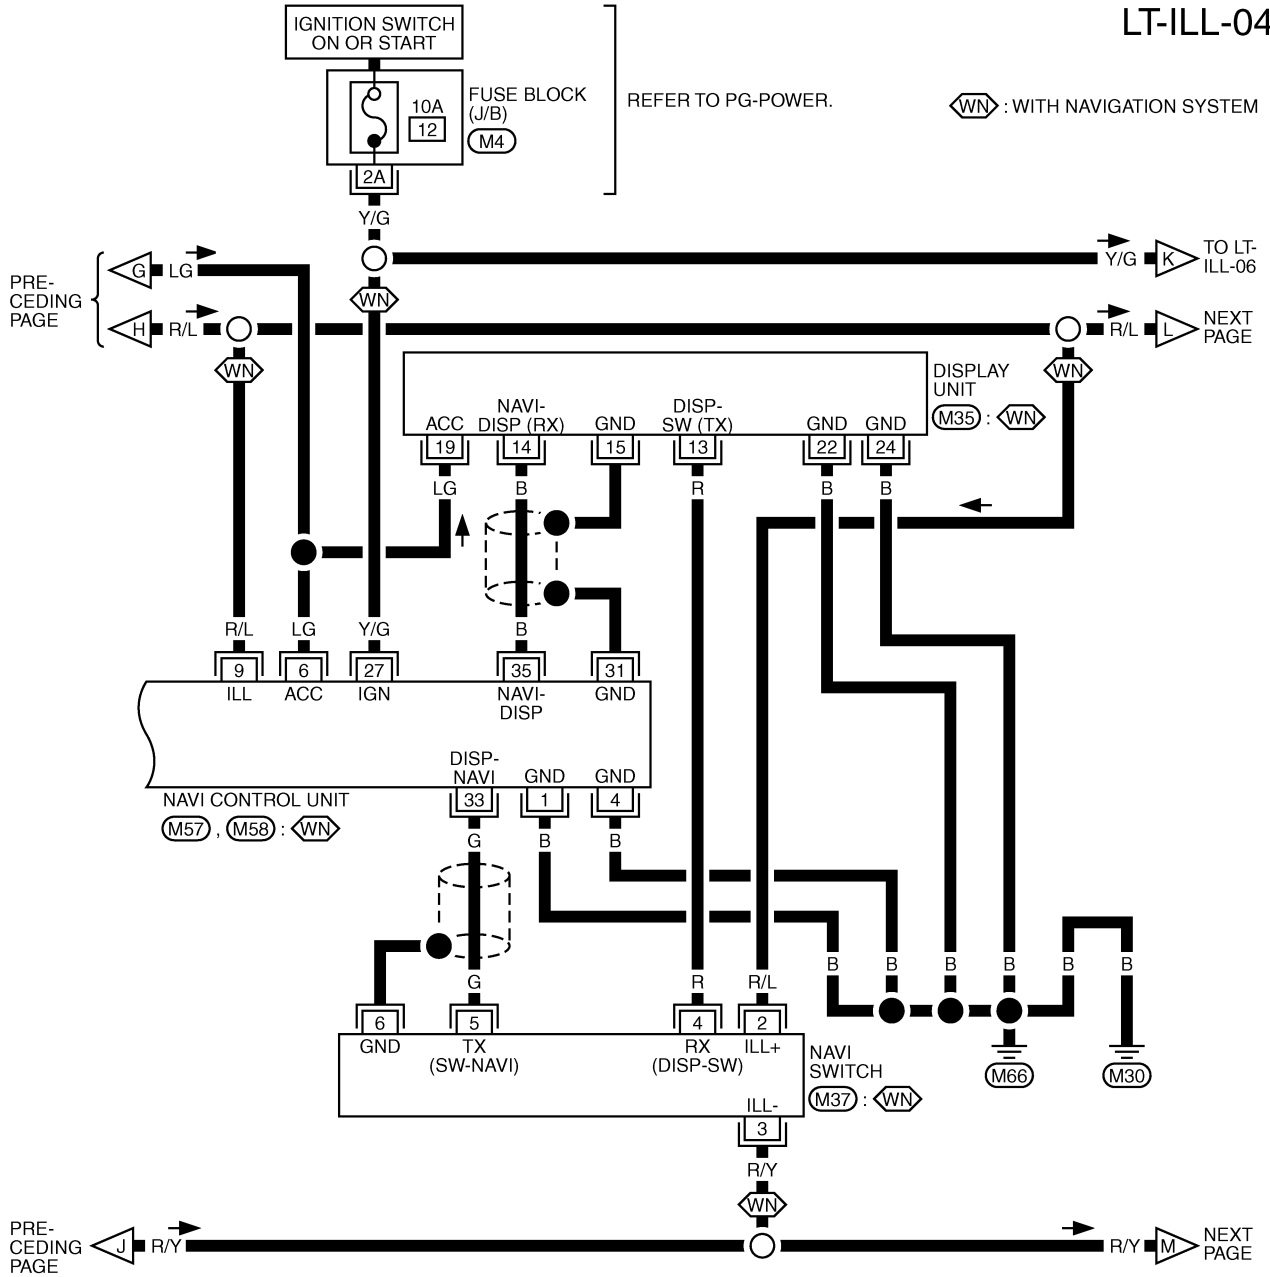 LT-ILL-04
IGNITION SWITCH
ON OR START
FUSE BLOCK
(J/B)
M4
10A
12
2A
REFER TO PG-POWER.
WN : WITH NAVIGATION SYSTEM
Y/G
PRE-
CEDING
PAGE
G LG
H R/L
WN
WN
Y/G K
TO LT-
ILL-06
R/L L
NEXT
PAGE
WN
DISPLAY
UNIT
M35 : WN
ACC
NAVI-
DISP (RX)
GND
DISP-
SW (TX)
GND
GND
19 14 15 13 22 24
LG B R B B
R/L LG Y/G B
9 6 27 35 31
ILL ACC IGN
NAVI-
DISP
GND
DISP-
NAVI
GND
GND
33 1 4
NAVI CONTROL UNIT
M57 , M58 : WN
G B B
G R R/L B B B B B B
6 5 4 2
GND
TX
(SW-NAVI)
RX
(DISP-SW)
ILL+
NAVI
SWITCH
M37 : WN
M66
M30
ILL-
3
R/Y
WN
PRE-
CEDING
PAGE
J R/Y
R/Y M
NEXT
PAGE